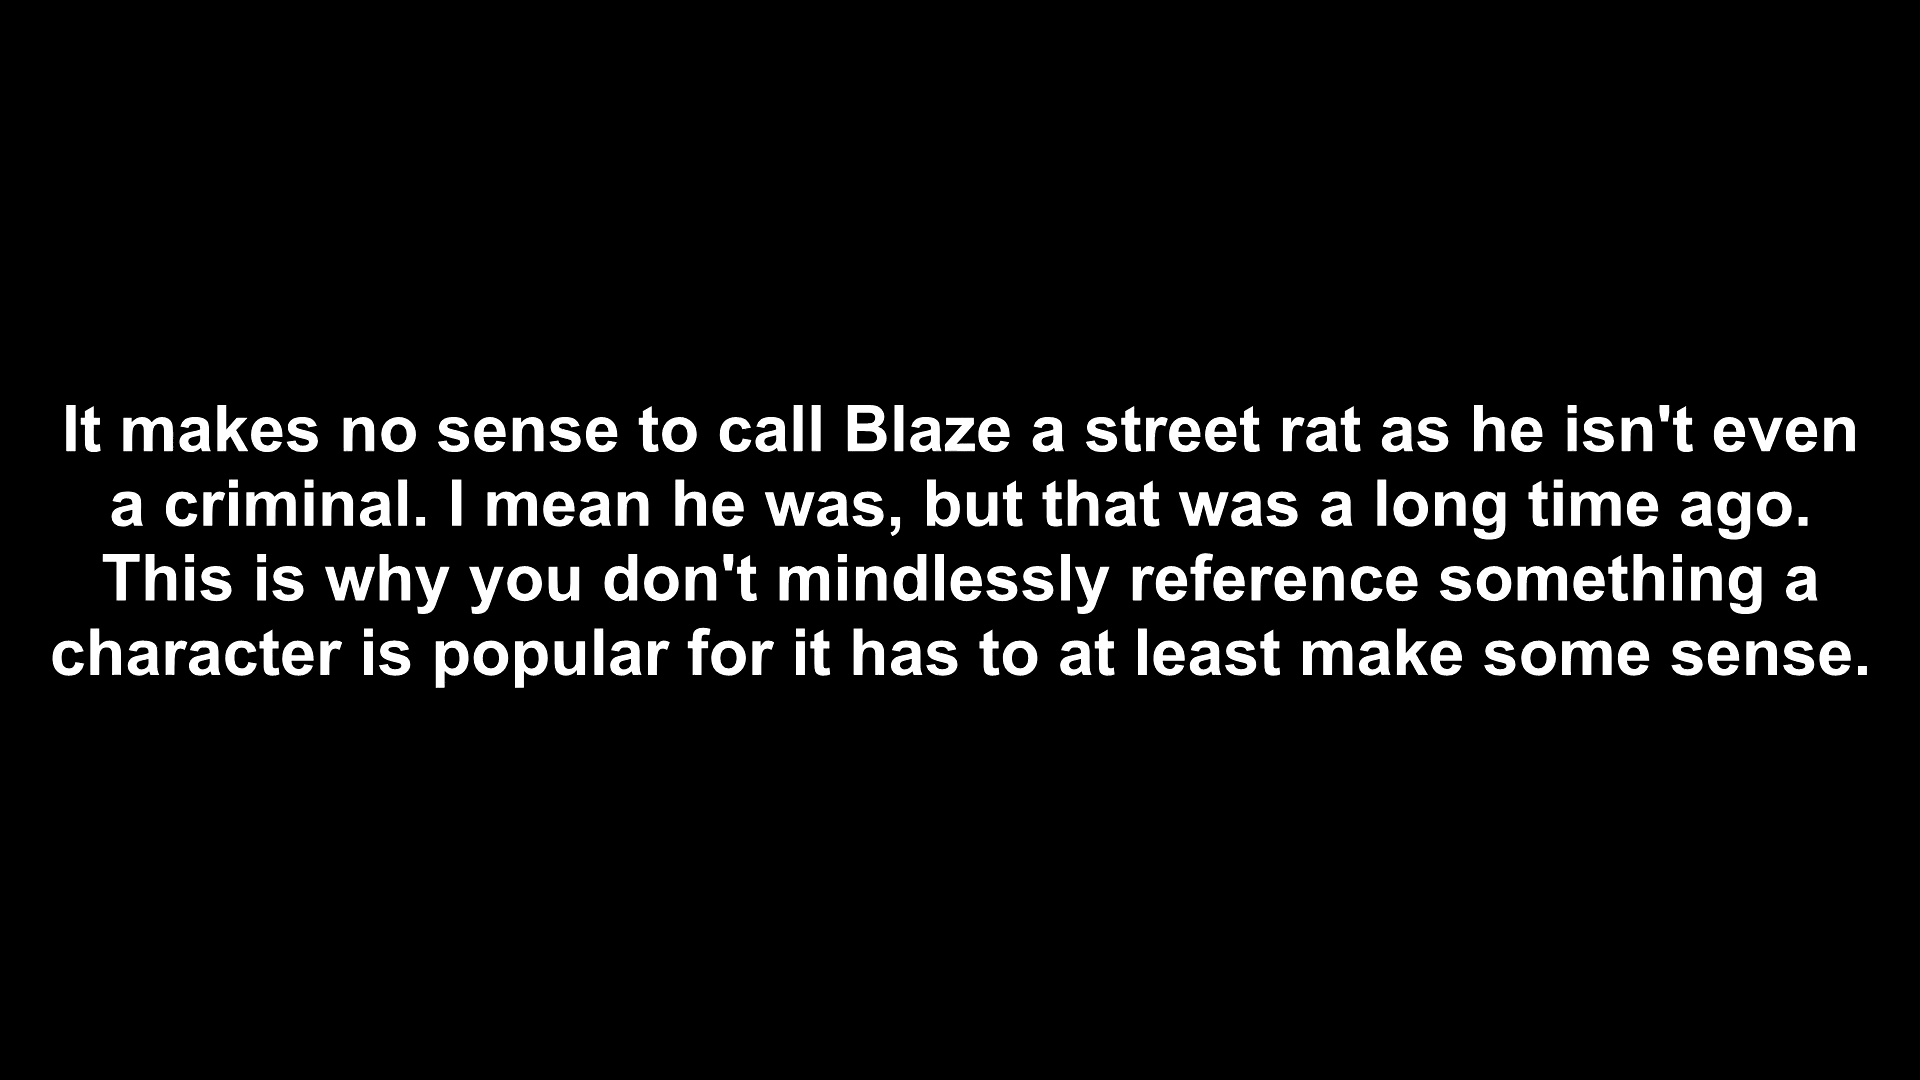 It makes no sense to call Blaze a street rat as he isn't even
a criminal. I mean he was, but that was a long time ago.
This is why you don't mindlessly reference something a
character is popular for it has to at least make some sense.